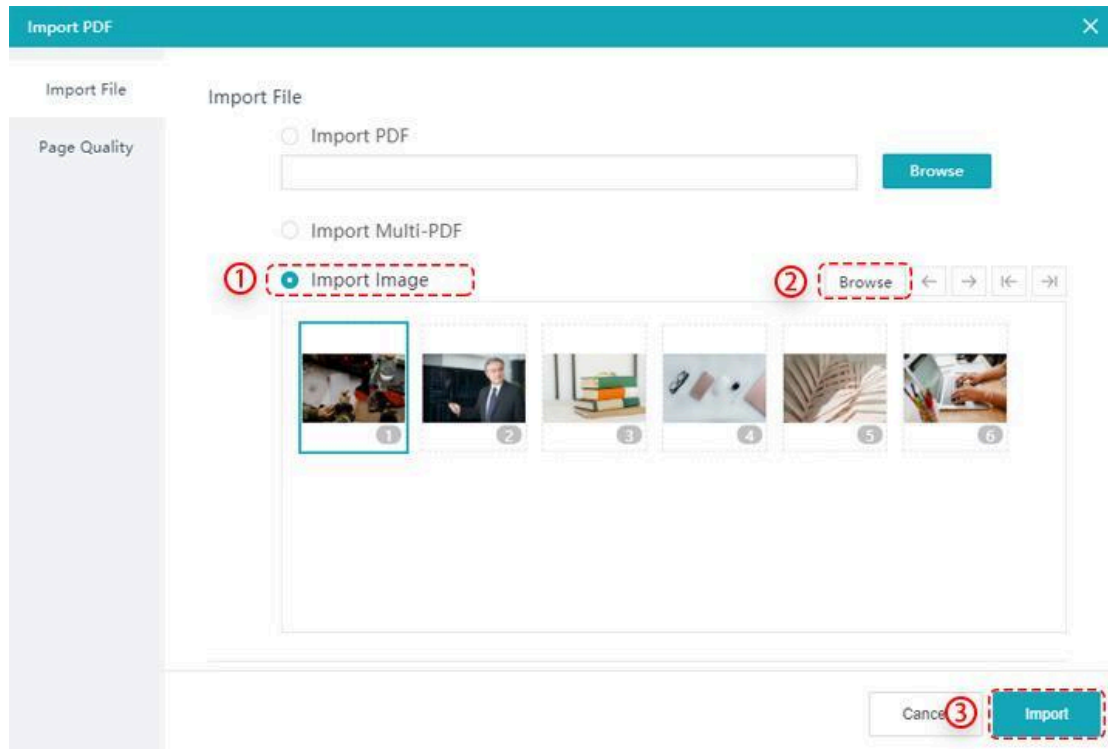 Import PDF
Import File
Page Quality
Import File
Import PDF
Browse
Import Multi-PDF
① Import Image ② Browse
1 2 3 4 5 6
Cance ③ Import